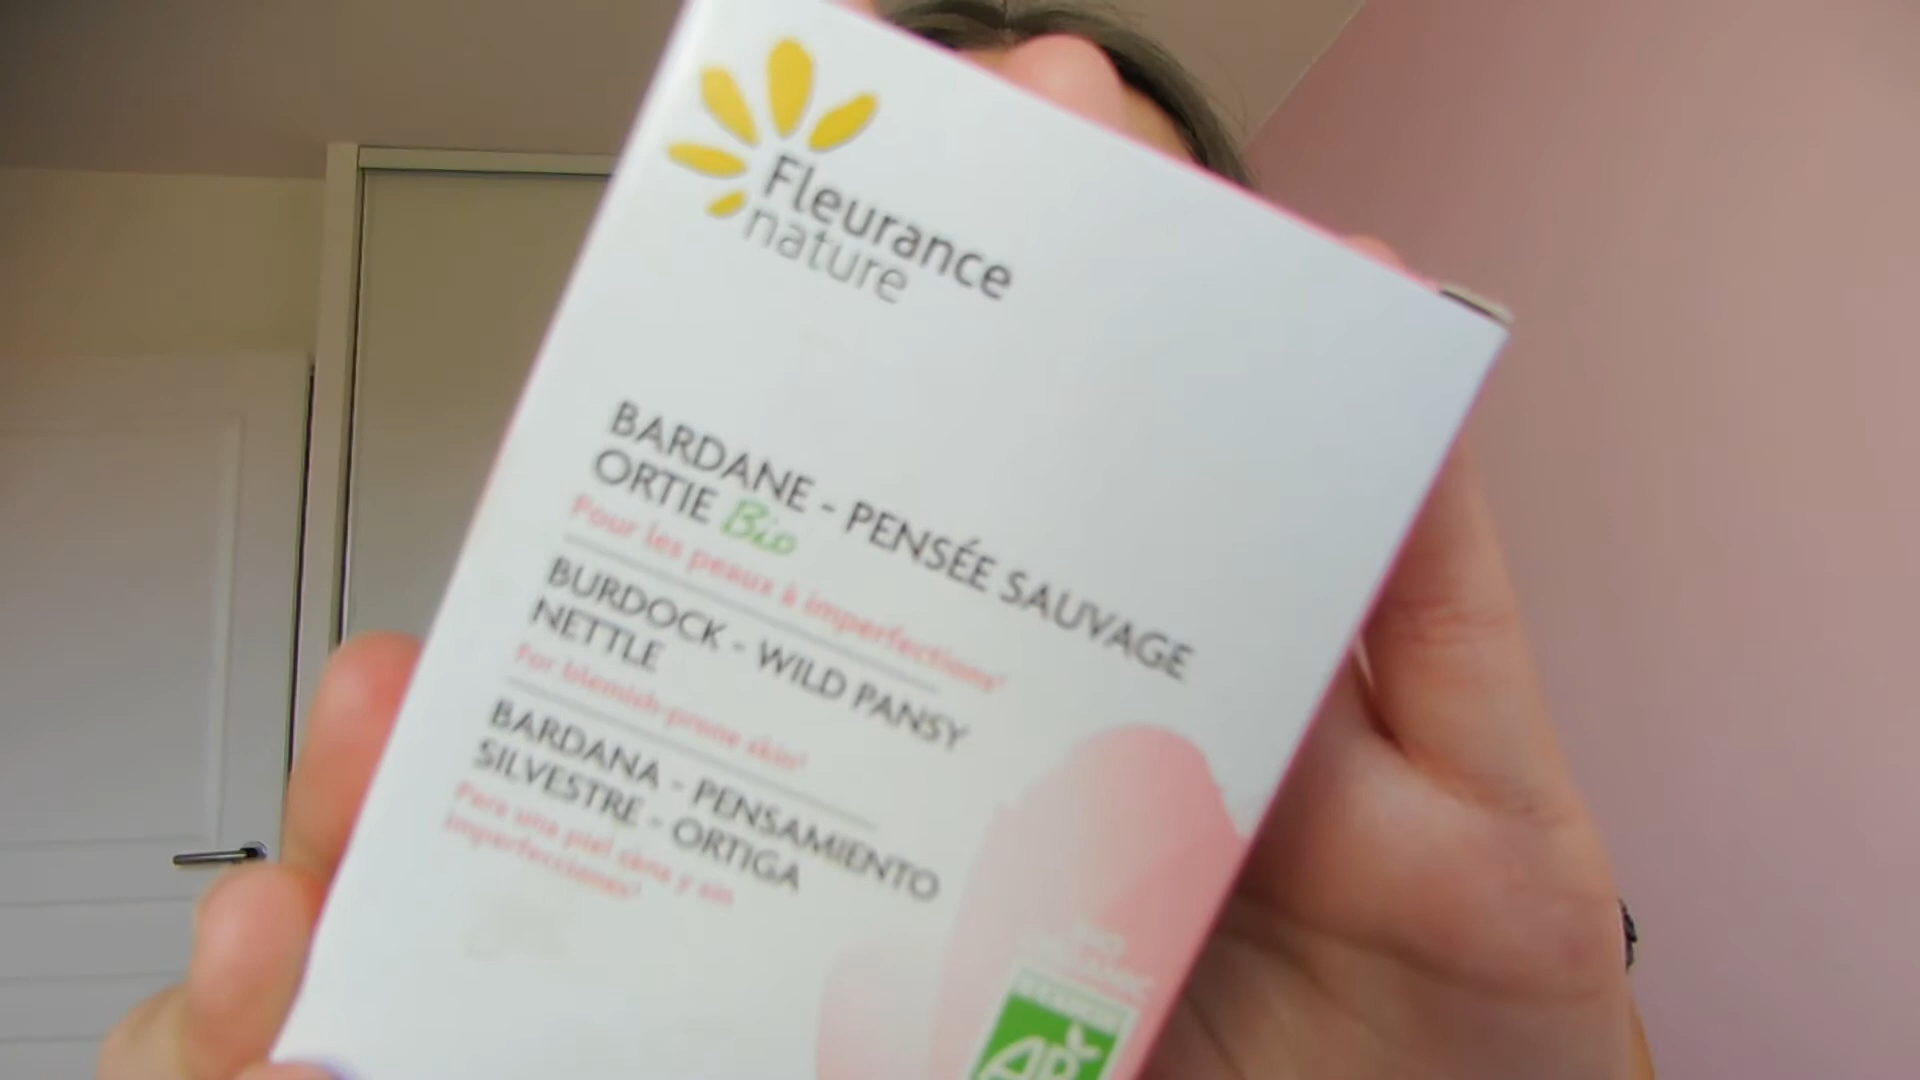 Fleurance
nature
BARDANE - PENSÉE SAUVAGE
ORTIE Bio
Pour les peaux à imperfections¹
BURDOCK - WILD PANSY
NETTLE
For blemish-prone skin¹
BARDANA - PENSAMIENTO
SILVESTRE - ORTIGA
Para una piel sana y sin
imperfecciones¹
BIO
AB